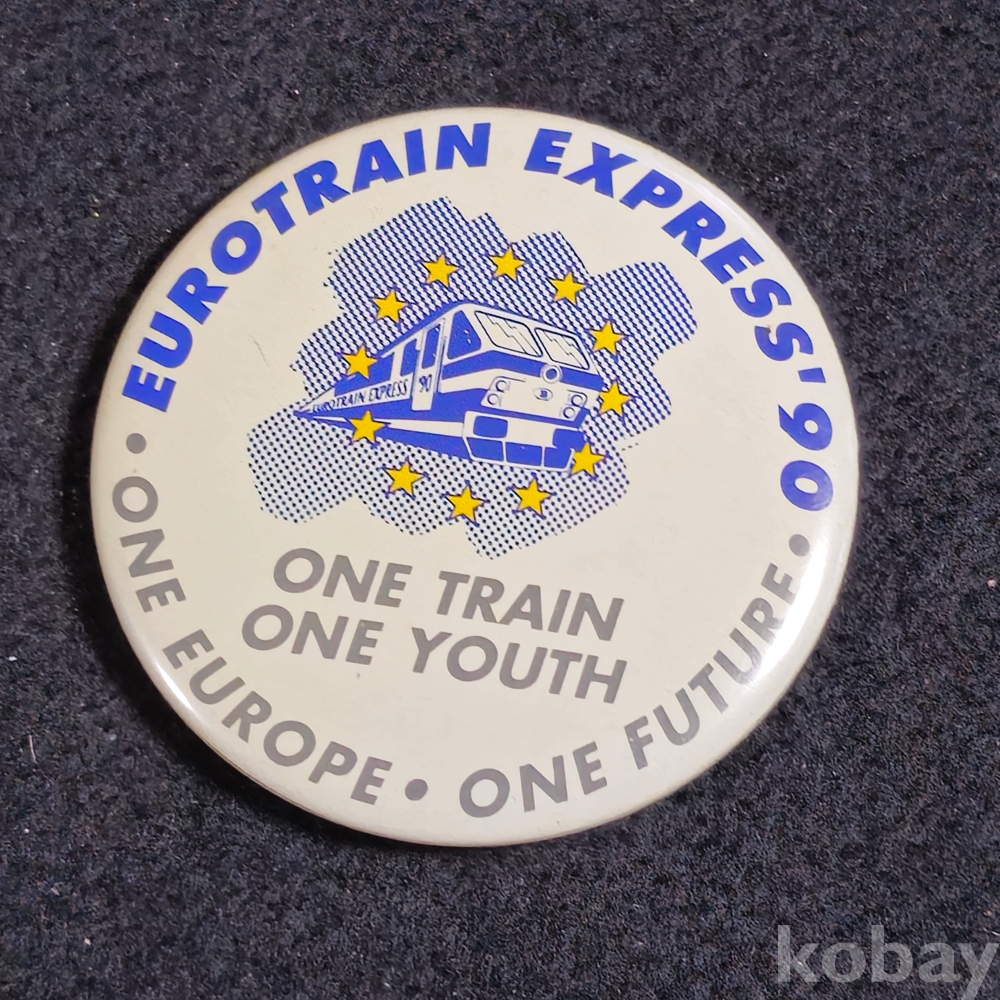 • EUROTRAIN EXPRESS '90 •
EUROTRAIN EXPRESS '90
B
ONE TRAIN
ONE YOUTH
ONE EUROPE • ONE FUTURE
kobay